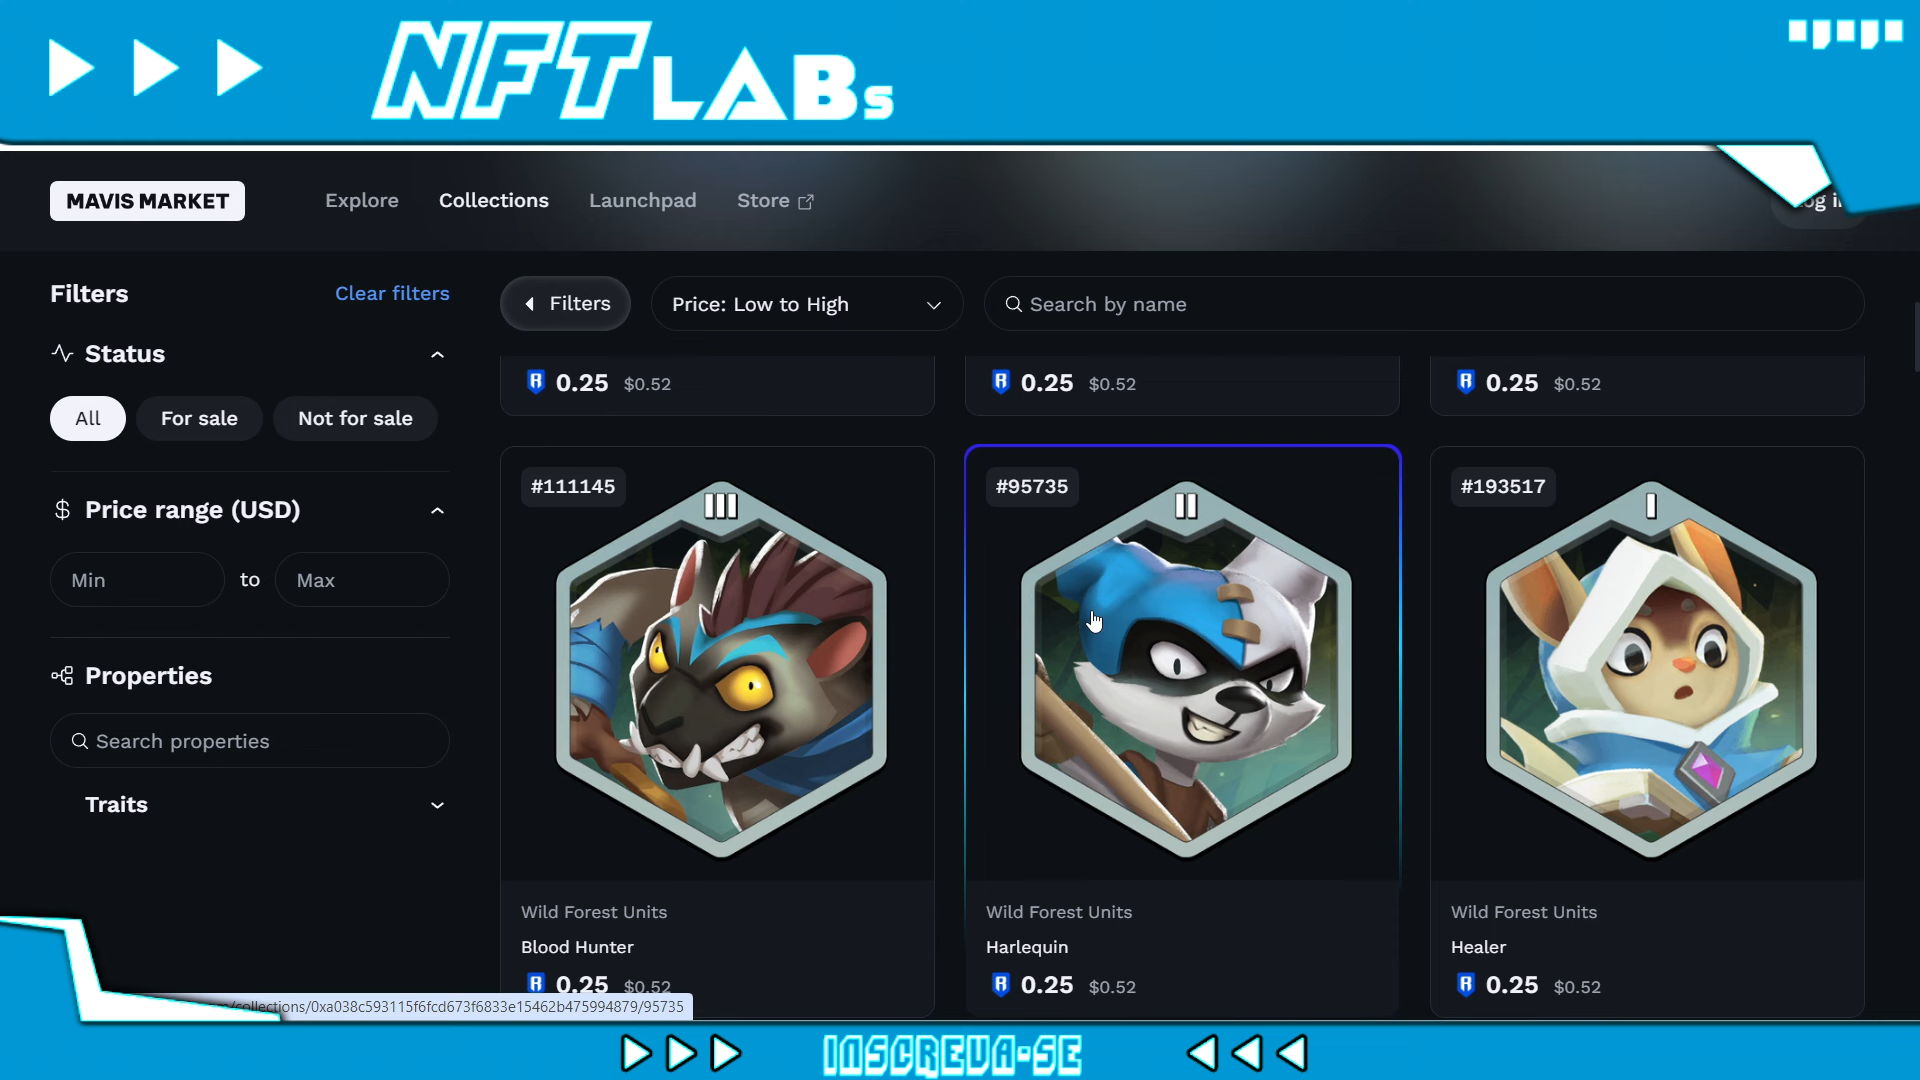 NFT LABs
MAVIS MARKET
Explore
Collections
Launchpad
Store
Log in
Filters
Clear filters
Filters
Price: Low to High
Search by name
Status
All
For sale
Not for sale
0.25 $0.52
0.25 $0.52
0.25 $0.52
Price range (USD)
Min
to
Max
Properties
Search properties
Traits
#111145
III
#95735
II
#193517
I
Wild Forest Units
Blood Hunter
0.25 $0.52
Wild Forest Units
Harlequin
0.25 $0.52
Wild Forest Units
Healer
0.25 $0.52
/collections/0xa038c593115f6fcd673f6833e15462b475994879/95735
INSCREVA-SE